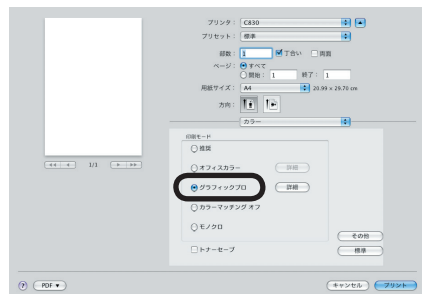 プリンタ： C830
プリセット： 標準
部数： 1 丁合い 両面
ページ： すべて
開始： 1 終了： 1
用紙サイズ： A4 20.99 x 29.70 cm
方向：
カラー
印刷モード
推奨
オフィスカラー 詳細
グラフィックプロ 詳細
カラーマッチング オフ
モノクロ
トナーセーブ
その他
標準
1/1
? PDF キャンセル プリント